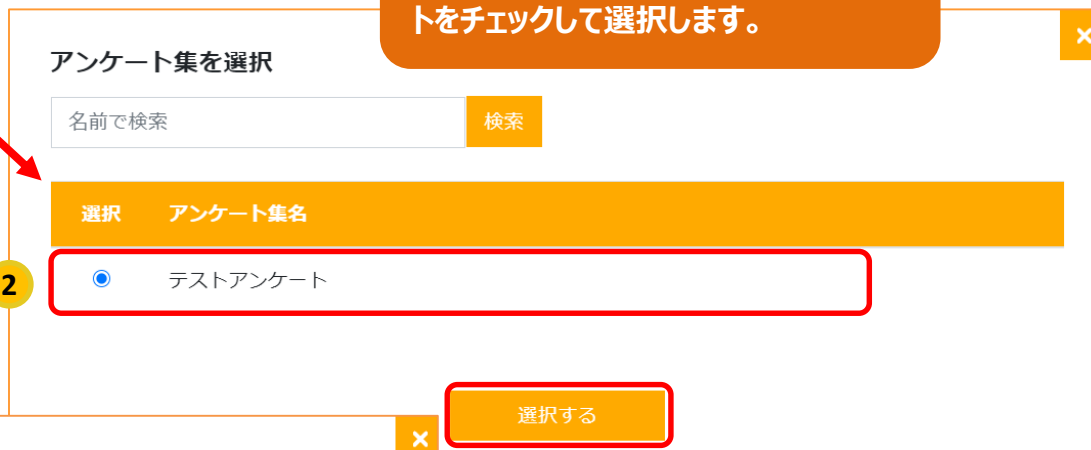 トをチェックして選択します。
×
アンケート集を選択
名前で検索 検索
選択 アンケート集名
2 テストアンケート
選択する
×